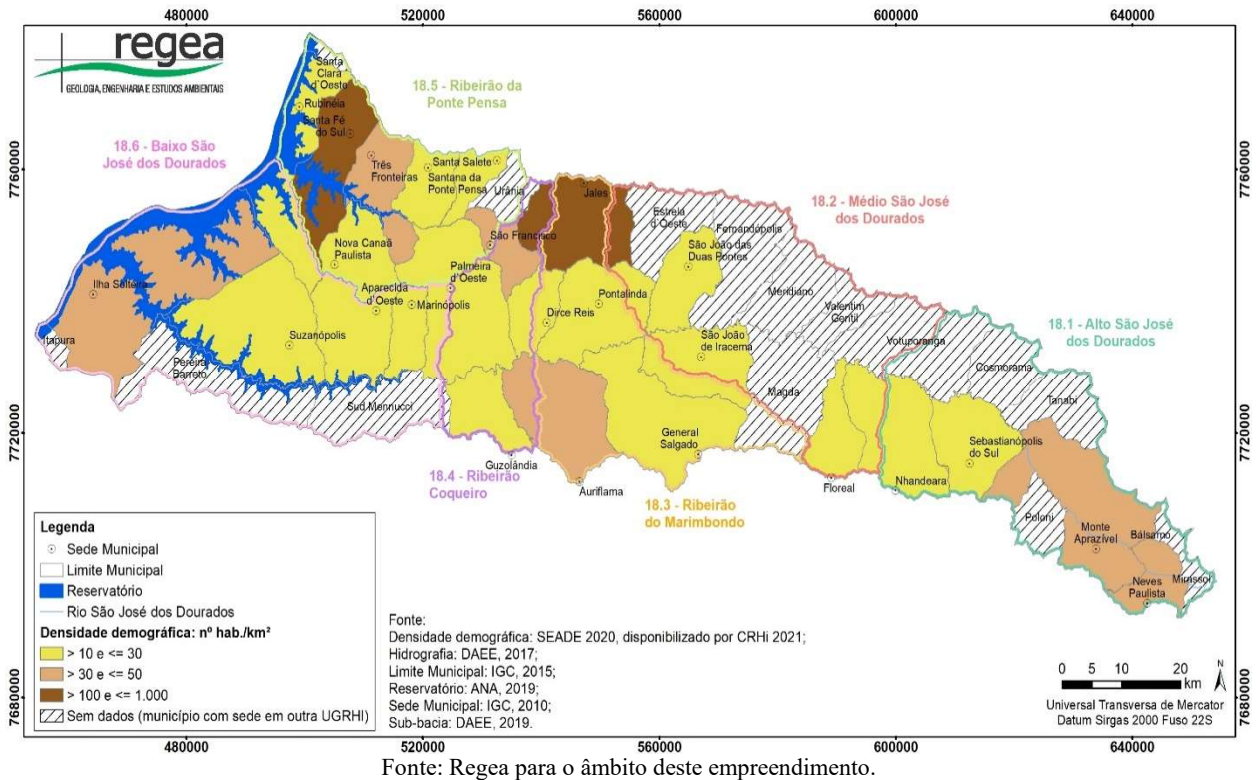 480000 520000 560000 600000 640000
regea
GEOLOGIA, ENGENHARIA E ESTUDOS AMBIENTAIS
7760000
7720000
7680000
7760000
7720000
7680000
18.5 - Ribeirão da
Ponte Pensa
18.6 - Baixo São
José dos Dourados
18.2 - Médio São José
dos Dourados
18.1 - Alto São José
dos Dourados
18.4 - Ribeirão
Coqueiro
18.3 - Ribeirão
do Marimbondo
Santa
Clara
d'Oeste
Rubinéia
Santa Fé
do Sul
Três
Fronteiras
Santa Salete
Santana da
Ponte Pensa
Urânia
Jales
Estrela
d'Oeste
Fernandópolis
São João das
Duas Pontes
Meridiano
Valentim
Gentil
Votuporanga
Cosmorama
Tanabi
Nova Canaã
Paulista
São Francisco
Palmeira
d'Oeste
Aparecida
d'Oeste
Marinópolis
Dirce Reis
Pontalinda
São João
de Iracema
Magda
Ilha Solteira
Itapura
Suzanópolis
Pereira
Barreto
Sud Mennucci
General
Salgado
Guzolândia
Auriflama
Floreal
Nhandeara
Sebastianópolis
do Sul
Poloni
Monte
Aprazível
Bálsamo
Neves
Paulista
Mirassol
Legenda
Sede Municipal
Limite Municipal
Reservatório
Rio São José dos Dourados
Densidade demográfica: nº hab./km²
> 10 e <= 30
> 30 e <= 50
> 100 e <= 1.000
Sem dados (município com sede em outra UGRHI)
Fonte:
Densidade demográfica: SEADE 2020, disponibilizado por CRHi 2021;
Hidrografia: DAEE, 2017;
Limite Municipal: IGC, 2015;
Reservatório: ANA, 2019;
Sede Municipal: IGC, 2010;
Sub-bacia: DAEE, 2019.
0 5 10 20
km
N
Universal Transversa de Mercator
Datum Sirgas 2000 Fuso 22S
480000 520000 560000 600000 640000
Fonte: Regea para o âmbito deste empreendimento.